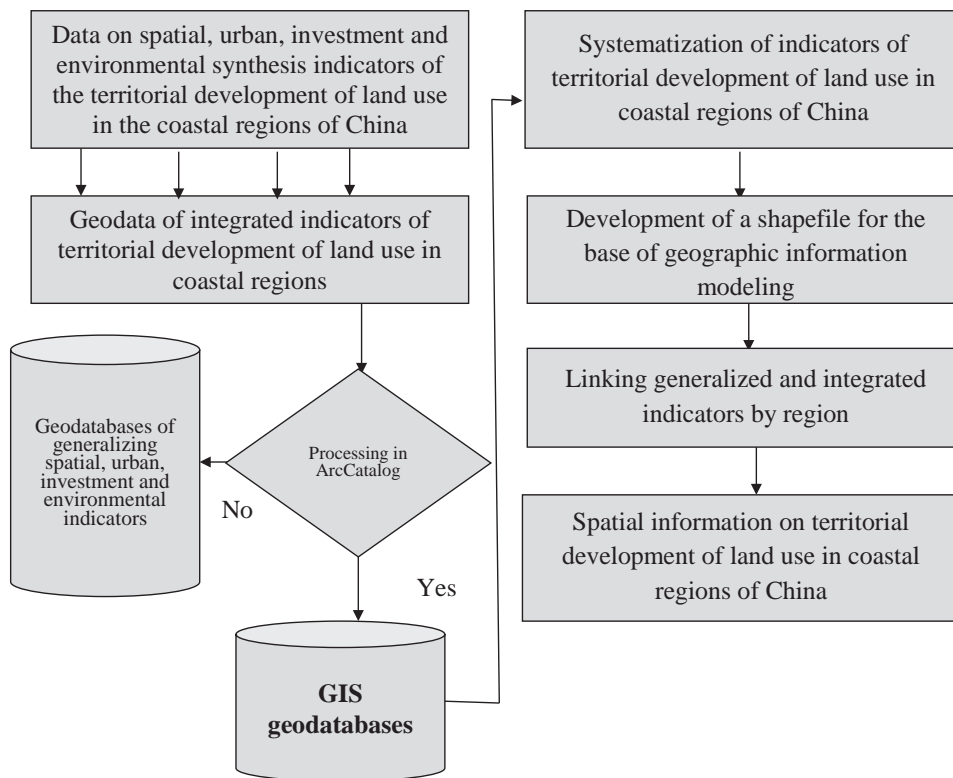 Data on spatial, urban, investment and
environmental synthesis indicators of
the territorial development of land use
in the coastal regions of China
Geodata of integrated indicators of
territorial development of land use in
coastal regions
Geodatabases of
generalizing
spatial, urban,
investment and
environmental
indicators
Processing in
ArcCatalog
No
Yes
GIS
geodatabases
Systematization of indicators of
territorial development of land use in
coastal regions of China
Development of a shapefile for the
base of geographic information
modeling
Linking generalized and integrated
indicators by region
Spatial information on territorial
development of land use in coastal
regions of China